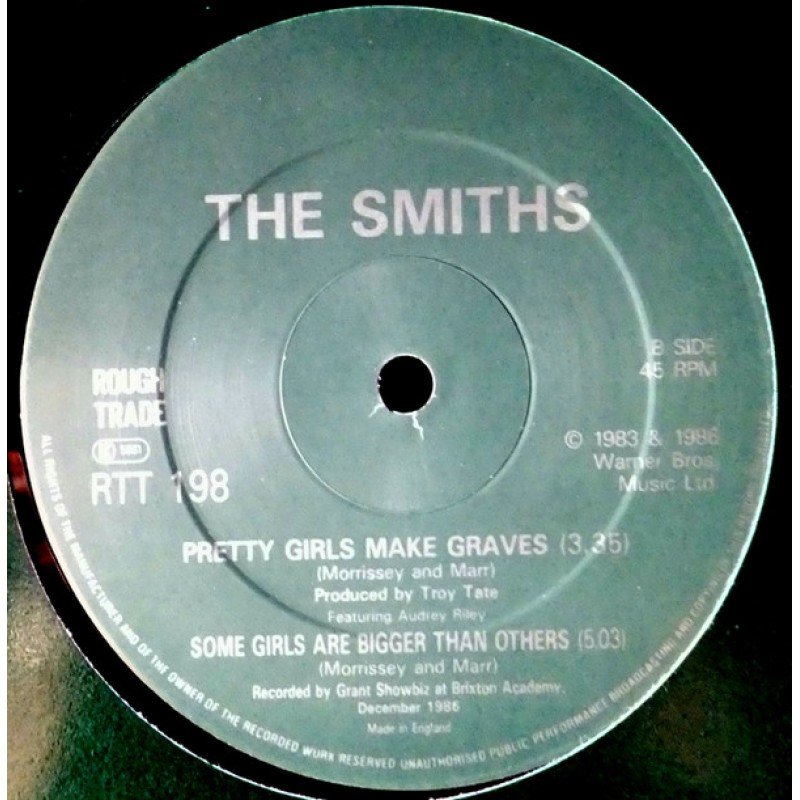 THE SMITHS
ROUGH
TRADE
B SIDE
45 RPM
RTT 198
© 1983 & 1986
Warner Bros.
Music Ltd
PRETTY GIRLS MAKE GRAVES (3.35)
(Morrissey and Marr)
Produced by Troy Tate
Featuring Audrey Riley
SOME GIRLS ARE BIGGER THAN OTHERS (5.03)
(Morrissey and Marr)
Recorded by Grant Showbiz at Brixton Academy,
December 1986
Made in England
ALL RIGHTS OF THE MANUFACTURER AND OF THE OWNER OF THE RECORDED WORK RESERVED UNAUTHORISED PUBLIC PERFORMANCE BROADCASTING AND COPYING